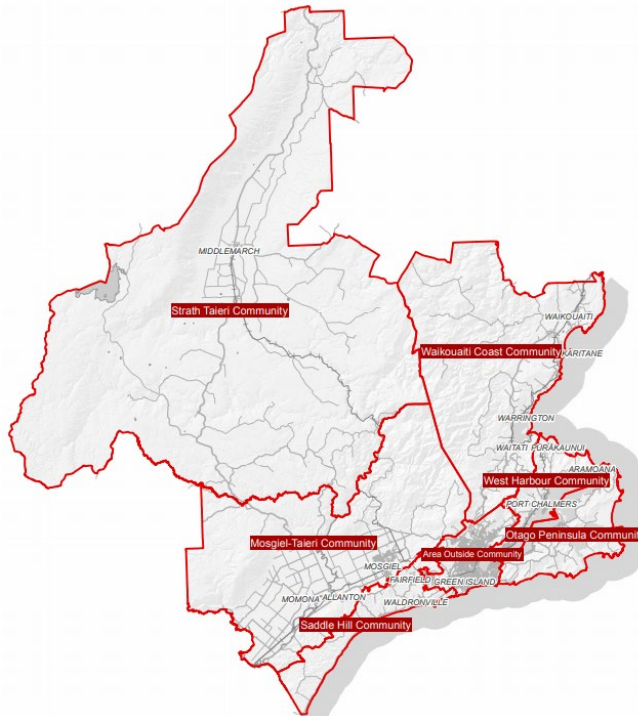 MIDDLEMARCH
Strath Taieri Community
WAIKOUAITI
Waikouaiti Coast Community
KARITANE
WARRINGTON
WAITATI PURAKAUNUI
ARAMOANA
West Harbour Community
PORT CHALMERS
Otago Peninsula Communit
Mosgiel-Taieri Community
Area Outside Community
MOSGIEL
FAIRFIELD GREEN ISLAND
MOMONA ALLANTON
WALDRONVILLE
Saddle Hill Community